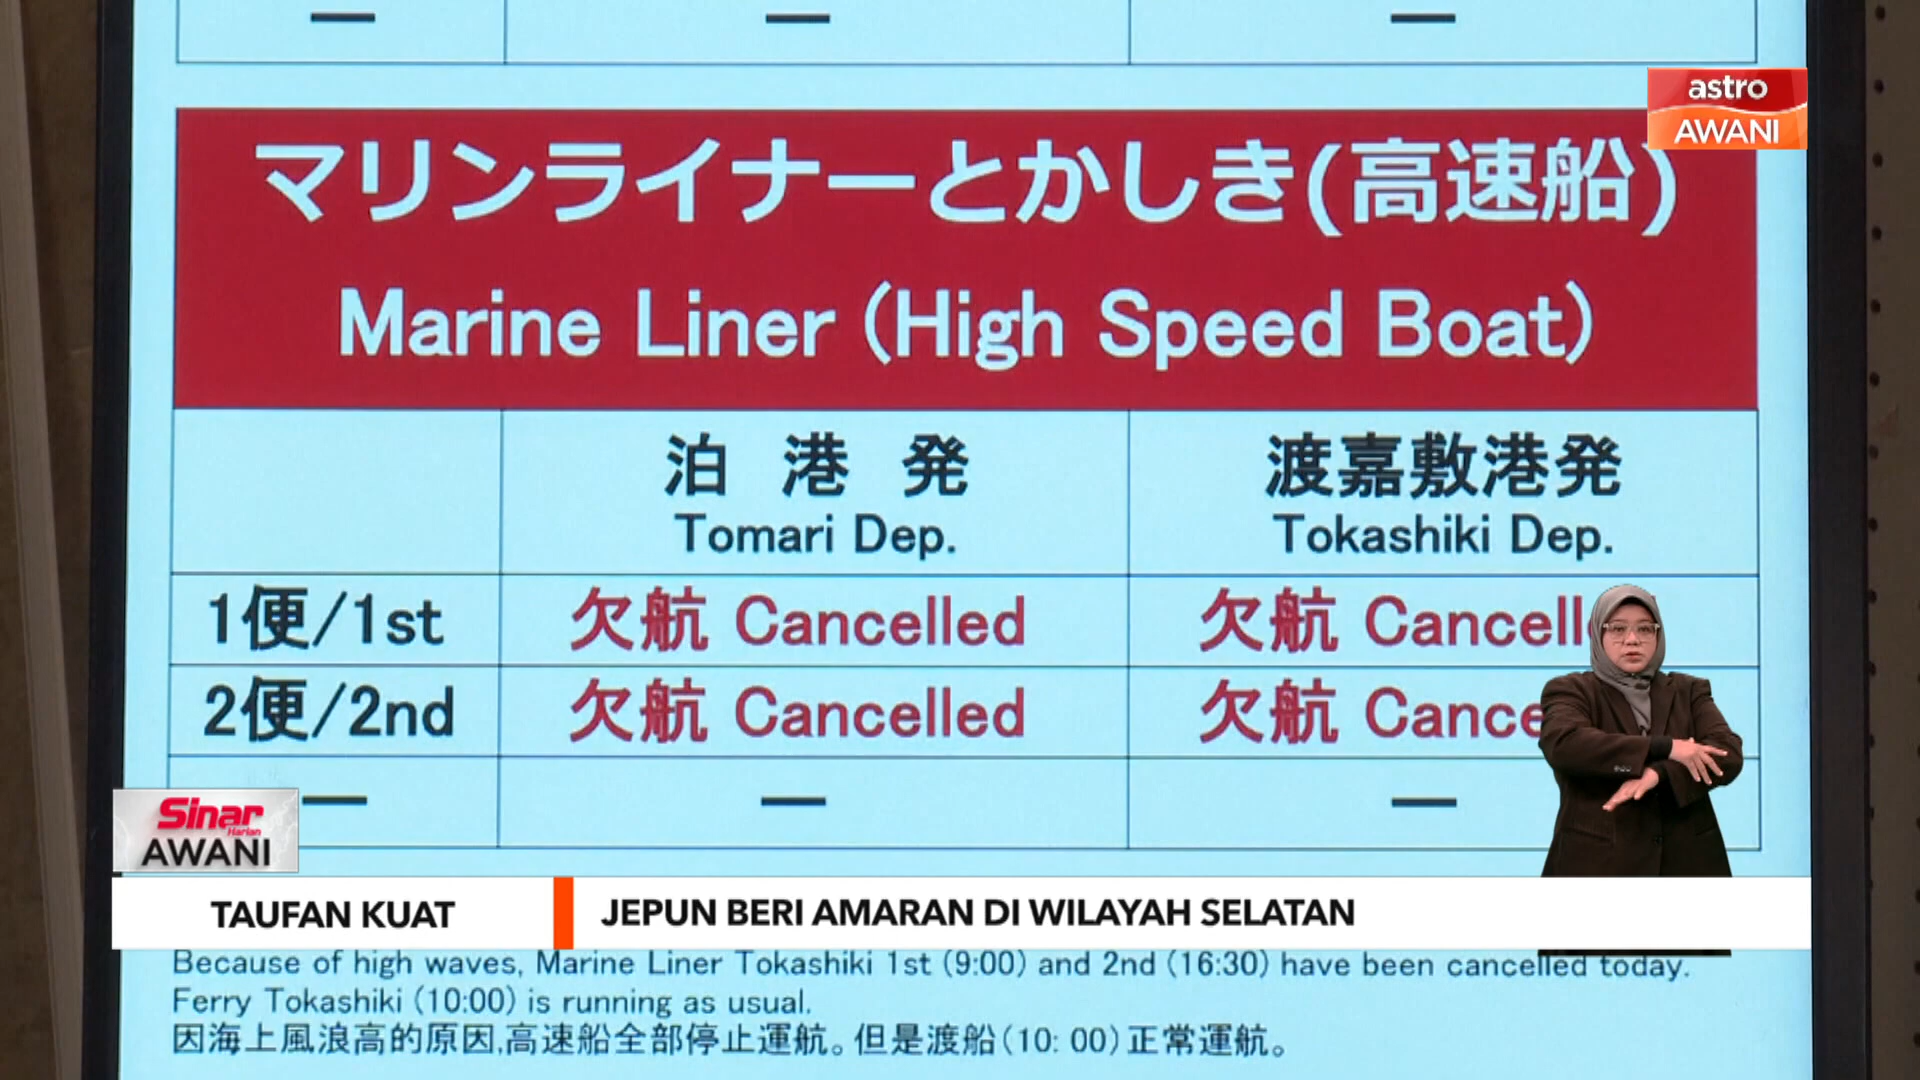 astro
AWANI
マリンライナーとかしき(高速船)
Marine Liner (High Speed Boat)
泊 港 発
渡嘉敷港発
Tomari Dep.
Tokashiki Dep.
1便/1st 欠航 Cancelled 欠航 Cancell
2便/2nd 欠航 Cancelled 欠航 Cance
Sinar
Harian
AWANI
TAUFAN KUAT
JEPUN BERI AMARAN DI WILAYAH SELATAN
Because of high waves, Marine Liner Tokashiki 1st (9:00) and 2nd (16:30) have been cancelled today.
Ferry Tokashiki (10:00) is running as usual.
因海上風浪高的原因,高速船全部停止運航。但是渡船(10: 00)正常運航。